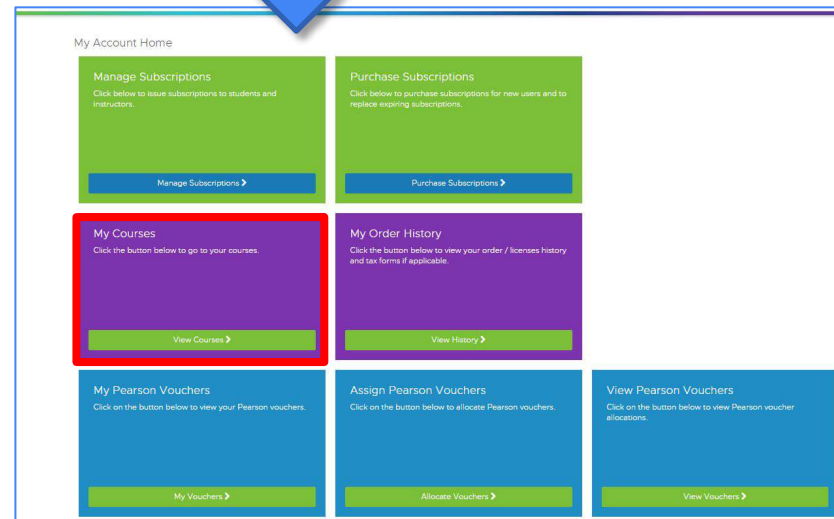 My Account Home
Manage Subscriptions
Click below to issue subscriptions to students and
instructors.
Manage Subscriptions
Purchase Subscriptions
Click below to purchase subscriptions for new users and to
replace expiring subscriptions.
Purchase Subscriptions
My Courses
Click the button below to go to your courses.
View Courses
My Order History
Click the button below to view your order / licenses history
and tax forms if applicable.
View History
My Pearson Vouchers
Click on the button below to view your Pearson vouchers.
My Vouchers
Assign Pearson Vouchers
Click on the button below to allocate Pearson vouchers.
Allocate Vouchers
View Pearson Vouchers
Click on the button below to view Pearson voucher
allocations.
View Vouchers